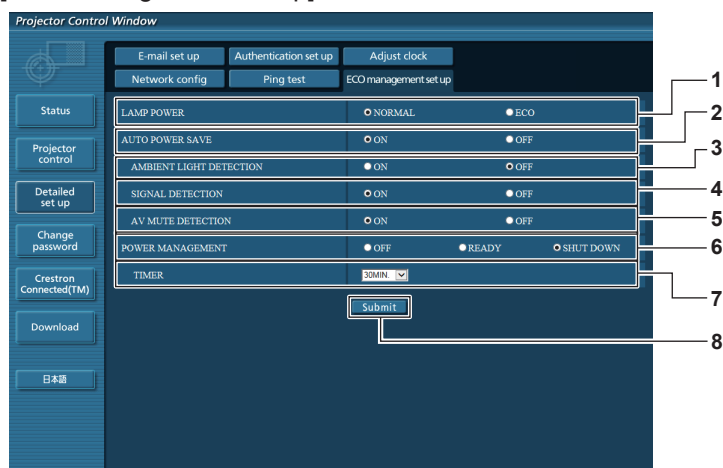 Projector Control Window
E-mail set up Authentication set up Adjust clock
Network config Ping test ECO management set up
Status
Projector
control
Detailed
set up
Change
password
Crestron
Connected(TM)
Download
日本語
LAMP POWER NORMAL ECO
AUTO POWER SAVE ON OFF
AMBIENT LIGHT DETECTION ON OFF
SIGNAL DETECTION ON OFF
AV MUTE DETECTION ON OFF
POWER MANAGEMENT OFF READY SHUT DOWN
TIMER 30MIN.
Submit
1
2
3
4
5
6
7
8